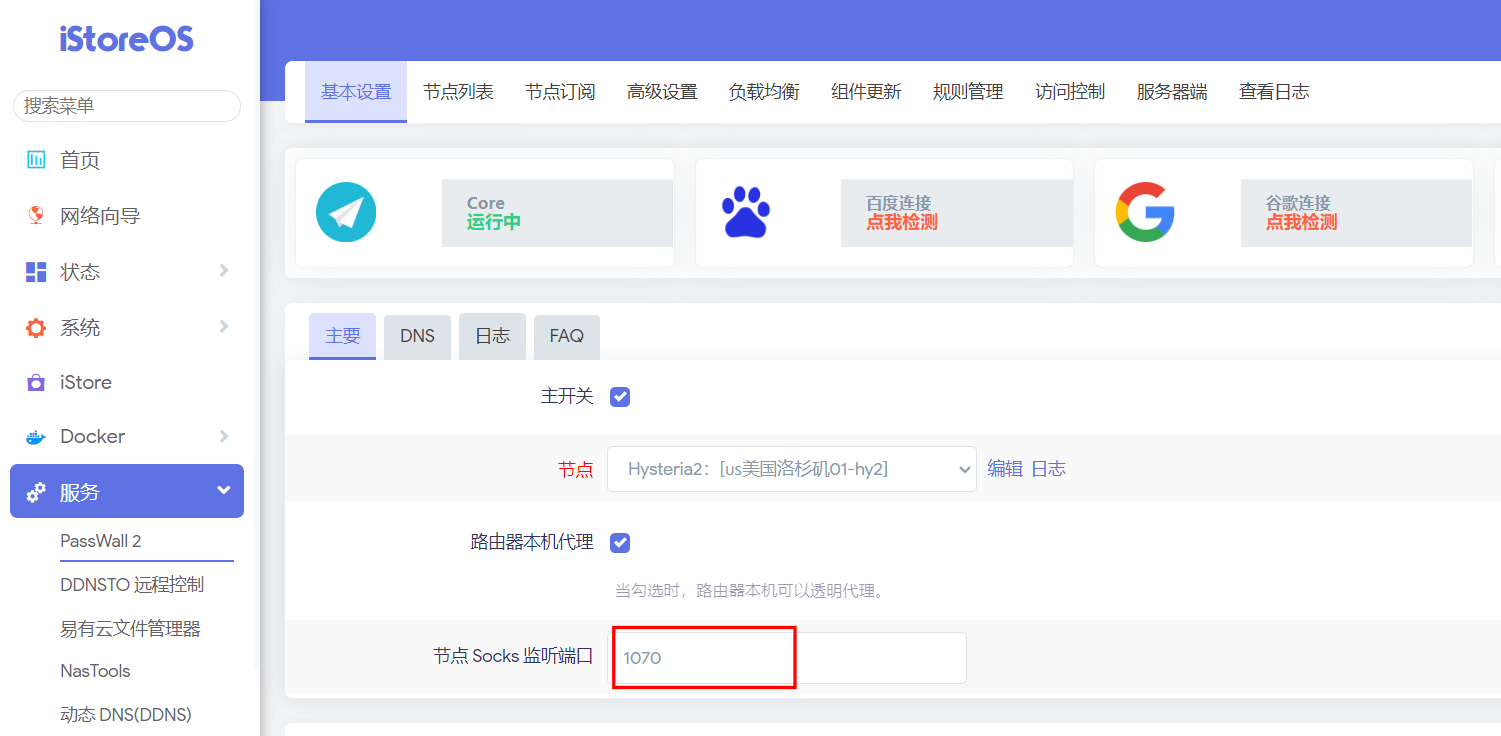 iStoreOS
搜索菜单
首页
网络向导
状态
系统
iStore
Docker
服务
PassWall 2
DDNSTO 远程控制
易有云文件管理器
NasTools
动态 DNS(DDNS)
基本设置 节点列表 节点订阅 高级设置 负载均衡 组件更新 规则管理 访问控制 服务器端 查看日志
Core
运行中
百度连接
点我检测
谷歌连接
点我检测
主要 DNS 日志 FAQ
主开关
节点 Hysteria2：[us美国洛杉矶01-hy2] 编辑 日志
路由器本机代理
当勾选时，路由器本机可以透明代理。
节点 Socks 监听端口 1070